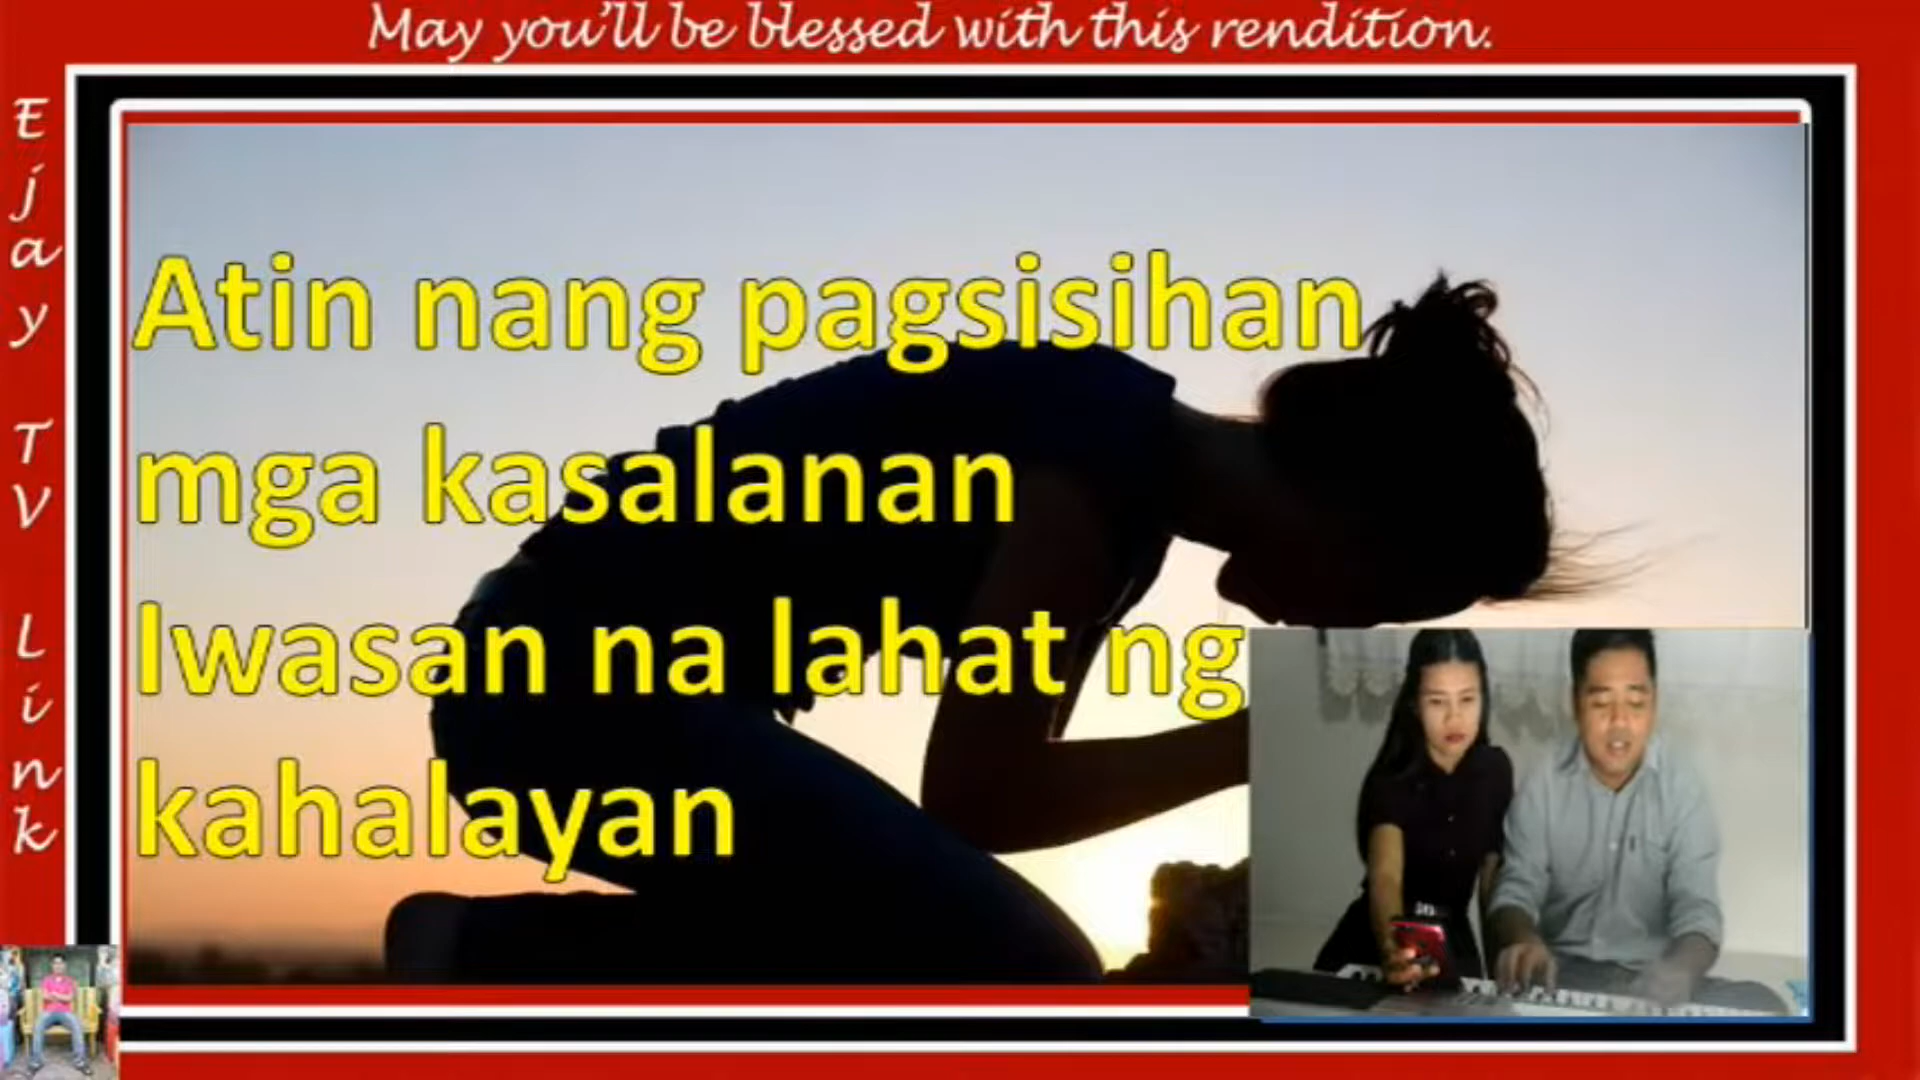 May you'll be blessed with this rendition.
Ejay TV Link
Atin nang pagsisihan
mga kasalanan
Iwasan na lahat ng
kahalayan